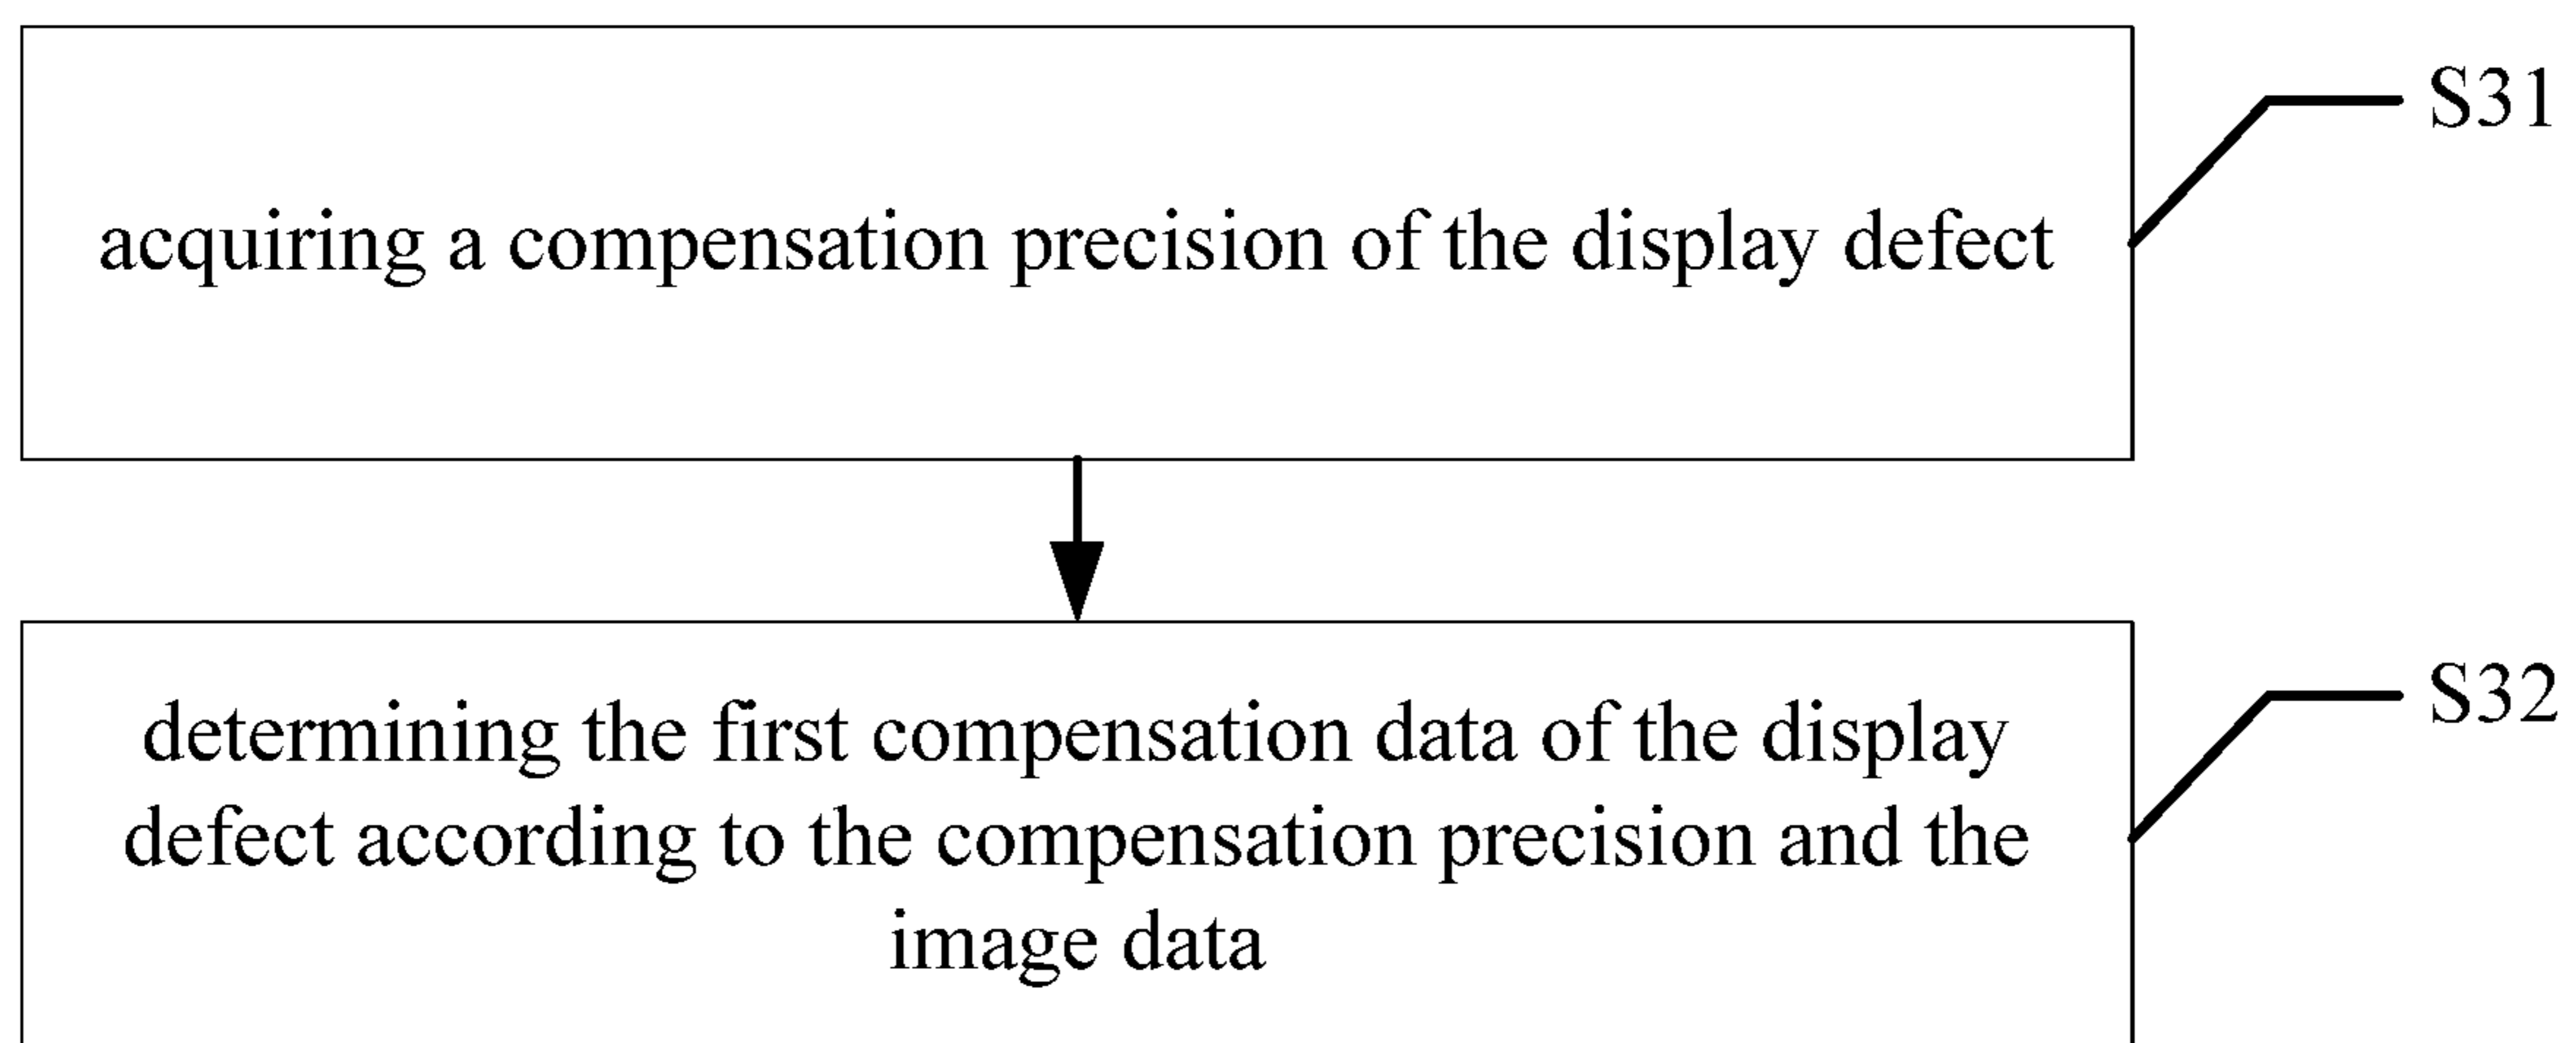 acquiring a compensation precision of the display defect
S31
determining the first compensation data of the display
defect according to the compensation precision and the
image data
S32